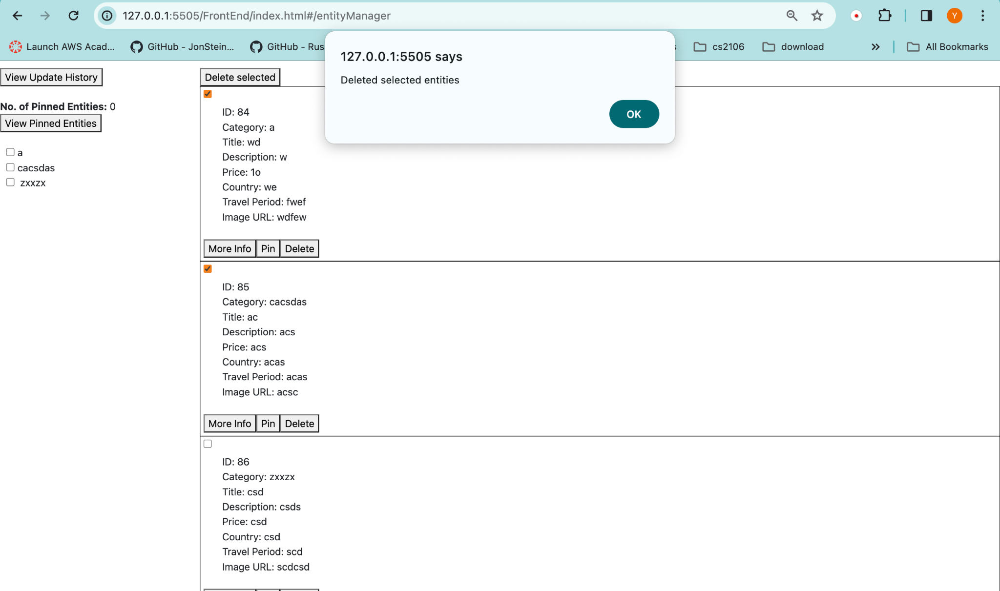 127.0.0.1:5505/FrontEnd/index.html#/entityManager
Y
Launch AWS Acad...
GitHub - JonStein...
GitHub - Rus
cs2106
download
All Bookmarks
127.0.0.1:5505 says
Deleted selected entities
OK
View Update History
No. of Pinned Entities: 0
View Pinned Entities
a
cacsdas
zxxzx
Delete selected
ID: 84
Category: a
Title: wd
Description: w
Price: 1o
Country: we
Travel Period: fwef
Image URL: wdfew
More Info
Pin
Delete
ID: 85
Category: cacsdas
Title: ac
Description: acs
Price: acs
Country: acas
Travel Period: acas
Image URL: acsc
More Info
Pin
Delete
ID: 86
Category: zxxzx
Title: csd
Description: csds
Price: csd
Country: csd
Travel Period: scd
Image URL: scdcsd